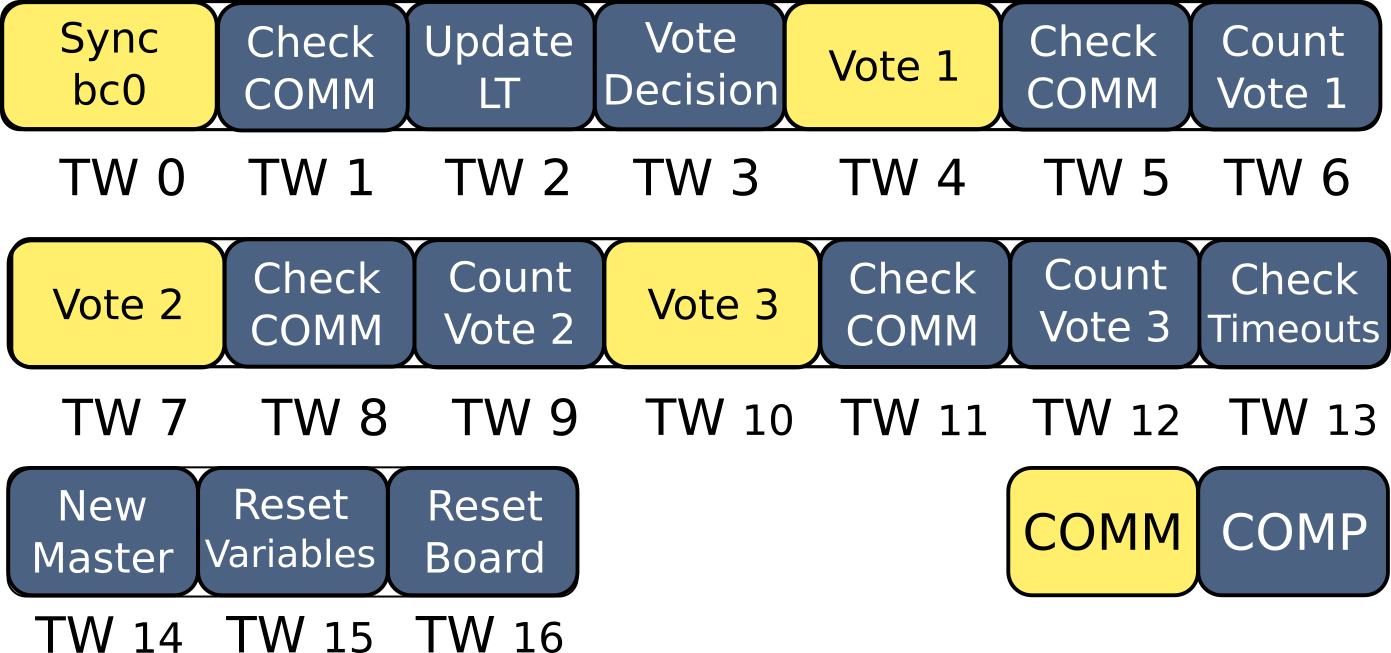 Sync
bc0
Check
COMM
Update
LT
Vote
Decision
Vote 1
Check
COMM
Count
Vote 1
TW 0
TW 1
TW 2
TW 3
TW 4
TW 5
TW 6
Vote 2
Check
COMM
Count
Vote 2
Vote 3
Check
COMM
Count
Vote 3
Check
Timeouts
TW 7
TW 8
TW 9
TW 10
TW 11
TW 12
TW 13
New
Master
Reset
Variables
Reset
Board
COMM
COMP
TW 14
TW 15
TW 16